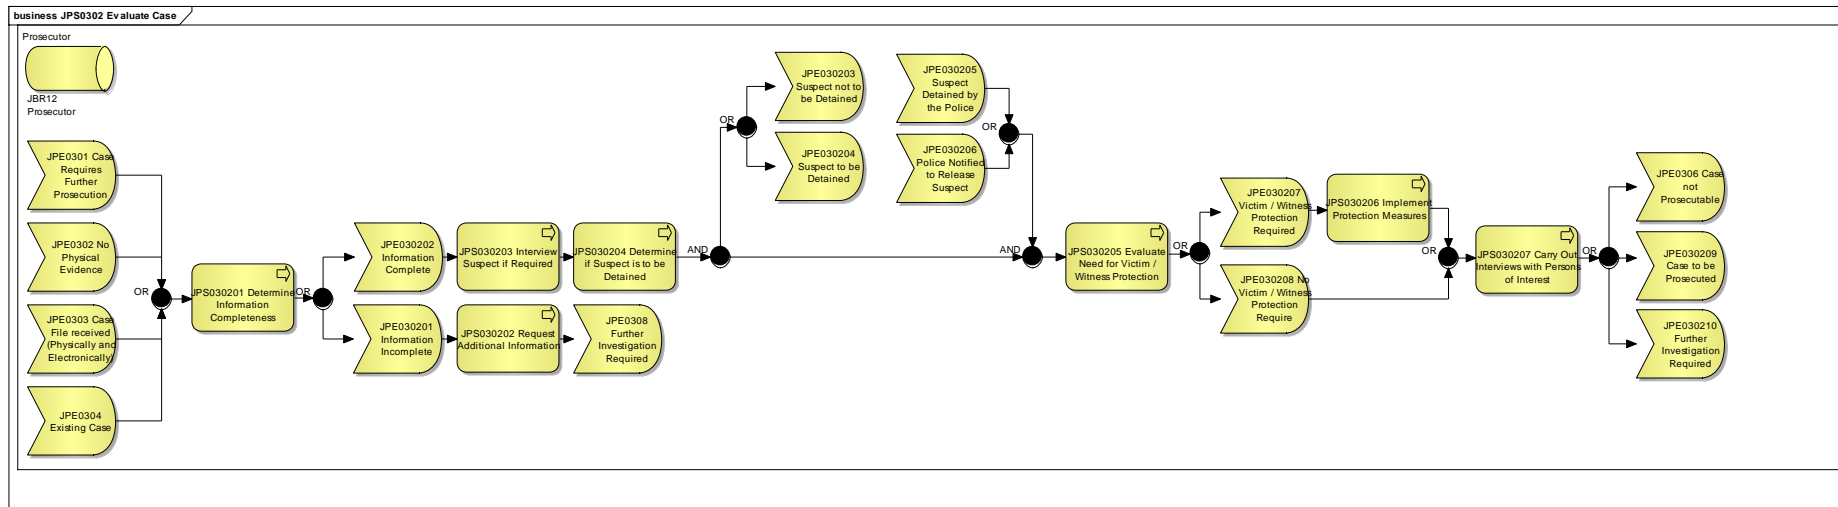 business JPS0302 Evaluate Case
Prosecutor
JBR12
Prosecutor
JPE0301 Case
Requires
Further
Prosecution
JPE0302 No
Physical
Evidence
JPE0303 Case
File received
(Physically and
Electronically)
JPE0304
Existing Case
OR
JPS030201 Determine
Information
Completeness
OR
JPE030202
Information
Complete
JPE030201
Information
Incomplete
JPS030203 Interview
Suspect if Required
JPS030202 Request
Additional Information
JPS030204 Determine
if Suspect is to be
Detained
JPE0308
Further
Investigation
Required
AND
OR
JPE030203
Suspect not to
be Detained
JPE030204
Suspect to be
Detained
JPE030205
Suspect
Detained by
the Police
JPE030206
Police Notified
to Release
Suspect
OR
AND
JPS030205 Evaluate
Need for Victim /
Witness Protection
OR
JPE030207
Victim / Witness
Protection
Required
JPE030208 No
Victim / Witness
Protection
Require
JPS030206 Implement
Protection Measures
OR
JPS030207 Carry Out
Interviews with Persons
of Interest
OR
JPE0306 Case
not
Prosecutable
JPE030209
Case to be
Prosecuted
JPE030210
Further
Investigation
Required